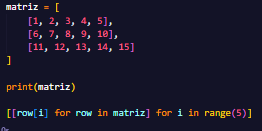 matriz = [
    [1, 2, 3, 4, 5],
    [6, 7, 8, 9, 10],
    [11, 12, 13, 14, 15]
]
print(matriz)
[[row[i] for row in matriz] for i in range(5)]